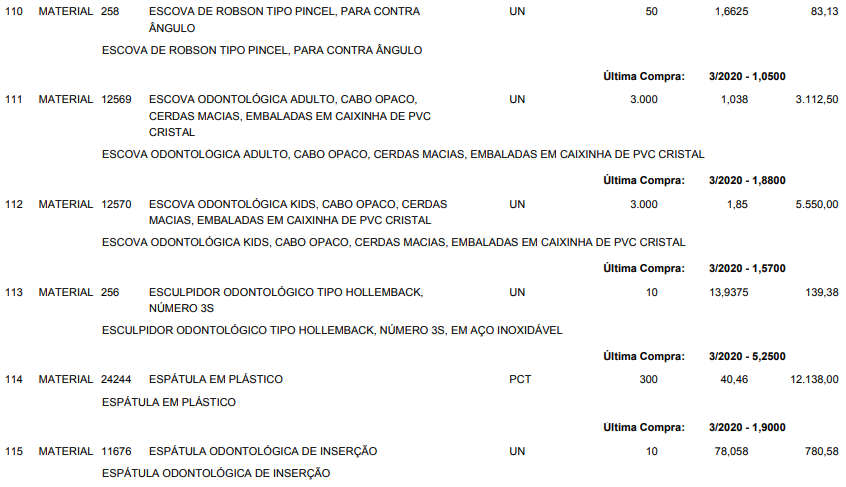 110 MATERIAL 258 ESCOVA DE ROBSON TIPO PINCEL, PARA CONTRA UN 50 1,6625 83,13
ÂNGULO
ESCOVA DE ROBSON TIPO PINCEL, PARA CONTRA ÂNGULO
Última Compra: 3/2020 - 1,0500
111 MATERIAL 12569 ESCOVA ODONTOLÓGICA ADULTO, CABO OPACO, UN 3.000 1,038 3.112,50
CERDAS MACIAS, EMBALADAS EM CAIXINHA DE PVC
CRISTAL
ESCOVA ODONTOLÓGICA ADULTO, CABO OPACO, CERDAS MACIAS, EMBALADAS EM CAIXINHA DE PVC CRISTAL
Última Compra: 3/2020 - 1,8800
112 MATERIAL 12570 ESCOVA ODONTOLÓGICA KIDS, CABO OPACO, CERDAS UN 3.000 1,85 5.550,00
MACIAS, EMBALADAS EM CAIXINHA DE PVC CRISTAL
ESCOVA ODONTOLÓGICA KIDS, CABO OPACO, CERDAS MACIAS, EMBALADAS EM CAIXINHA DE PVC CRISTAL
Última Compra: 3/2020 - 1,5700
113 MATERIAL 256 ESCULPIDOR ODONTOLÓGICO TIPO HOLLEMBACK, UN 10 13,9375 139,38
NÚMERO 3S
ESCULPIDOR ODONTOLÓGICO TIPO HOLLEMBACK, NÚMERO 3S, EM AÇO INOXIDÁVEL
Última Compra: 3/2020 - 5,2500
114 MATERIAL 24244 ESPÁTULA EM PLÁSTICO PCT 300 40,46 12.138,00
ESPÁTULA EM PLÁSTICO
Última Compra: 3/2020 - 1,9000
115 MATERIAL 11676 ESPÁTULA ODONTOLÓGICA DE INSERÇÃO UN 10 78,058 780,58
ESPÁTULA ODONTOLÓGICA DE INSERÇÃO